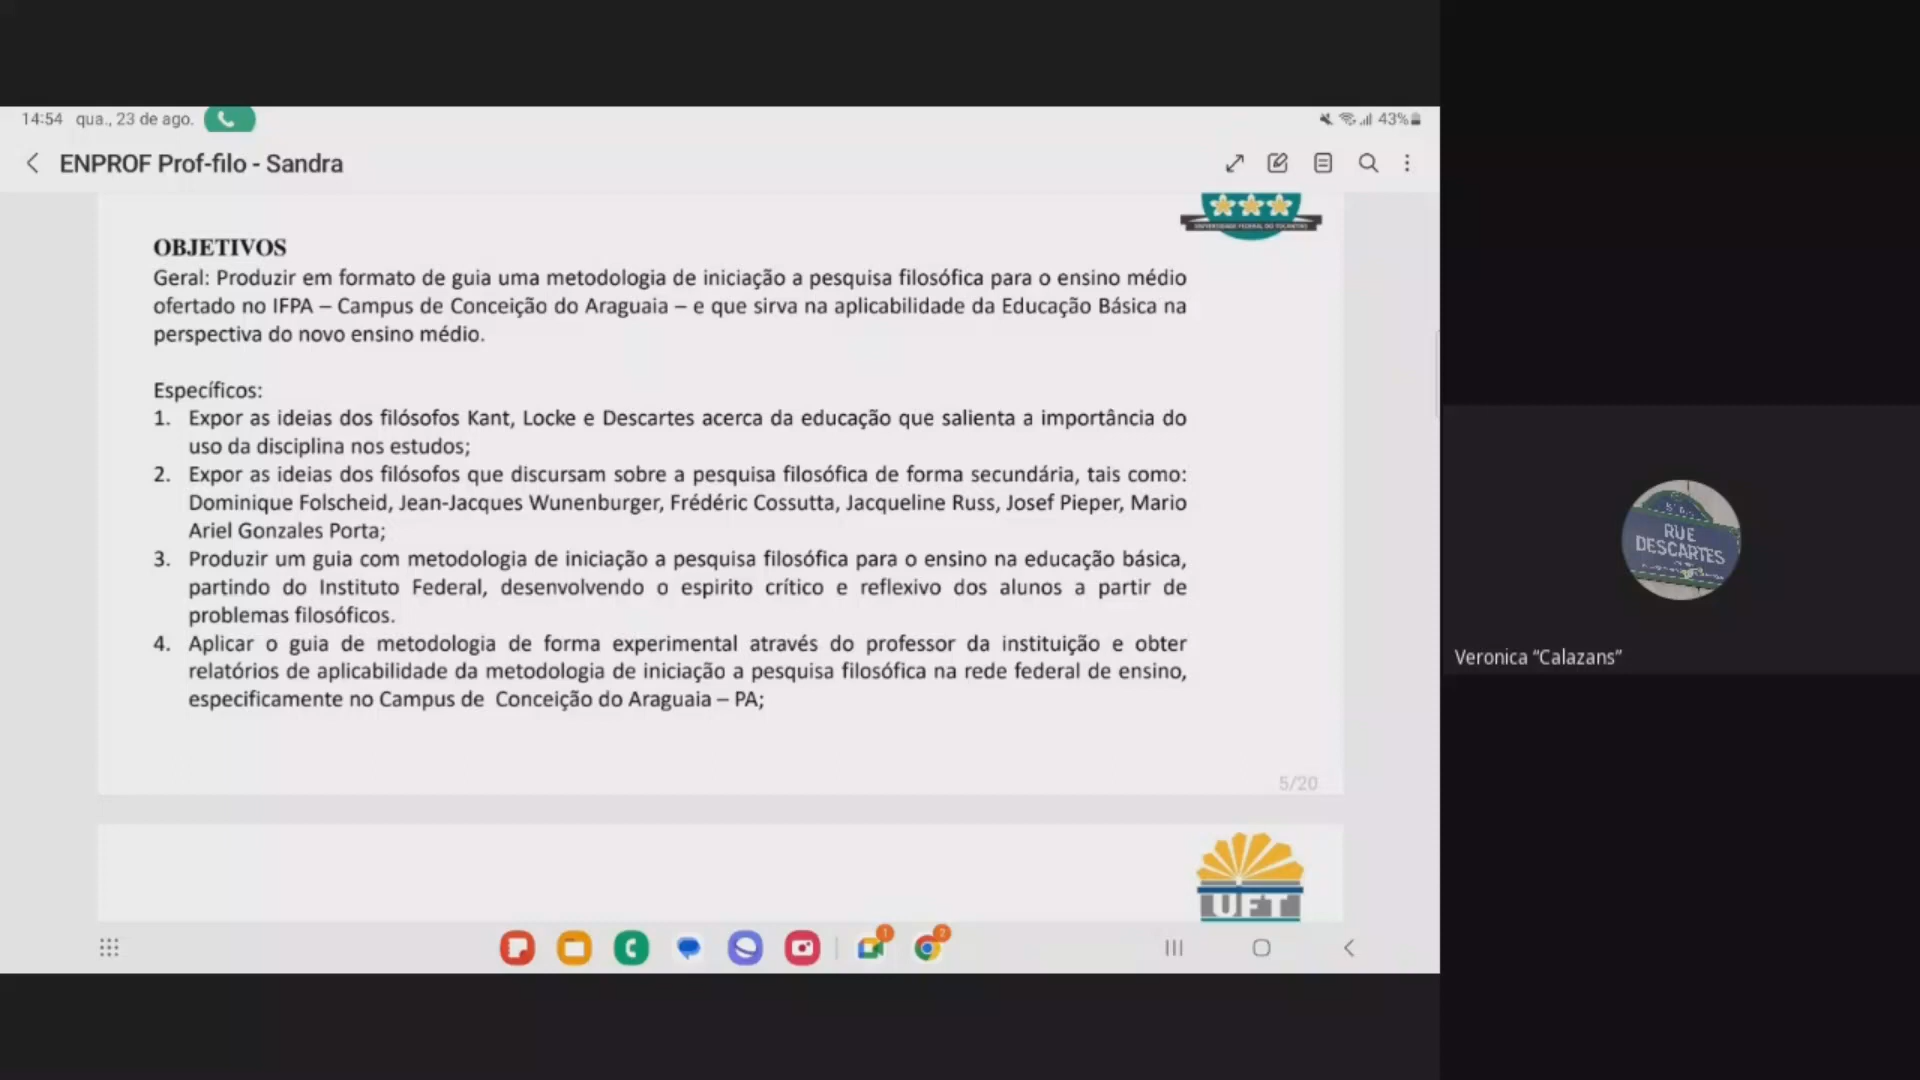 14:54 qua., 23 de ago.
43%
ENPROF Prof-filo - Sandra
UNIVERSIDADE FEDERAL DO TOCANTINS
OBJETIVOS
Geral: Produzir em formato de guia uma metodologia de iniciação a pesquisa filosófica para o ensino médio
ofertado no IFPA – Campus de Conceição do Araguaia – e que sirva na aplicabilidade da Educação Básica na
perspectiva do novo ensino médio.
Específicos:
1. Expor as ideias dos filósofos Kant, Locke e Descartes acerca da educação que salienta a importância do
uso da disciplina nos estudos;
2. Expor as ideias dos filósofos que discursam sobre a pesquisa filosófica de forma secundária, tais como:
Dominique Folscheid, Jean-Jacques Wunenburger, Frédéric Cossutta, Jacqueline Russ, Josef Pieper, Mario
Ariel Gonzales Porta;
3. Produzir um guia com metodologia de iniciação a pesquisa filosófica para o ensino na educação básica,
partindo do Instituto Federal, desenvolvendo o espirito crítico e reflexivo dos alunos a partir de
problemas filosóficos.
4. Aplicar o guia de metodologia de forma experimental através do professor da instituição e obter
relatórios de aplicabilidade da metodologia de iniciação a pesquisa filosófica na rede federal de ensino,
especificamente no Campus de Conceição do Araguaia – PA;
5/20
UFT
1
2
RUE
DESCARTES
Veronica “Calazans”